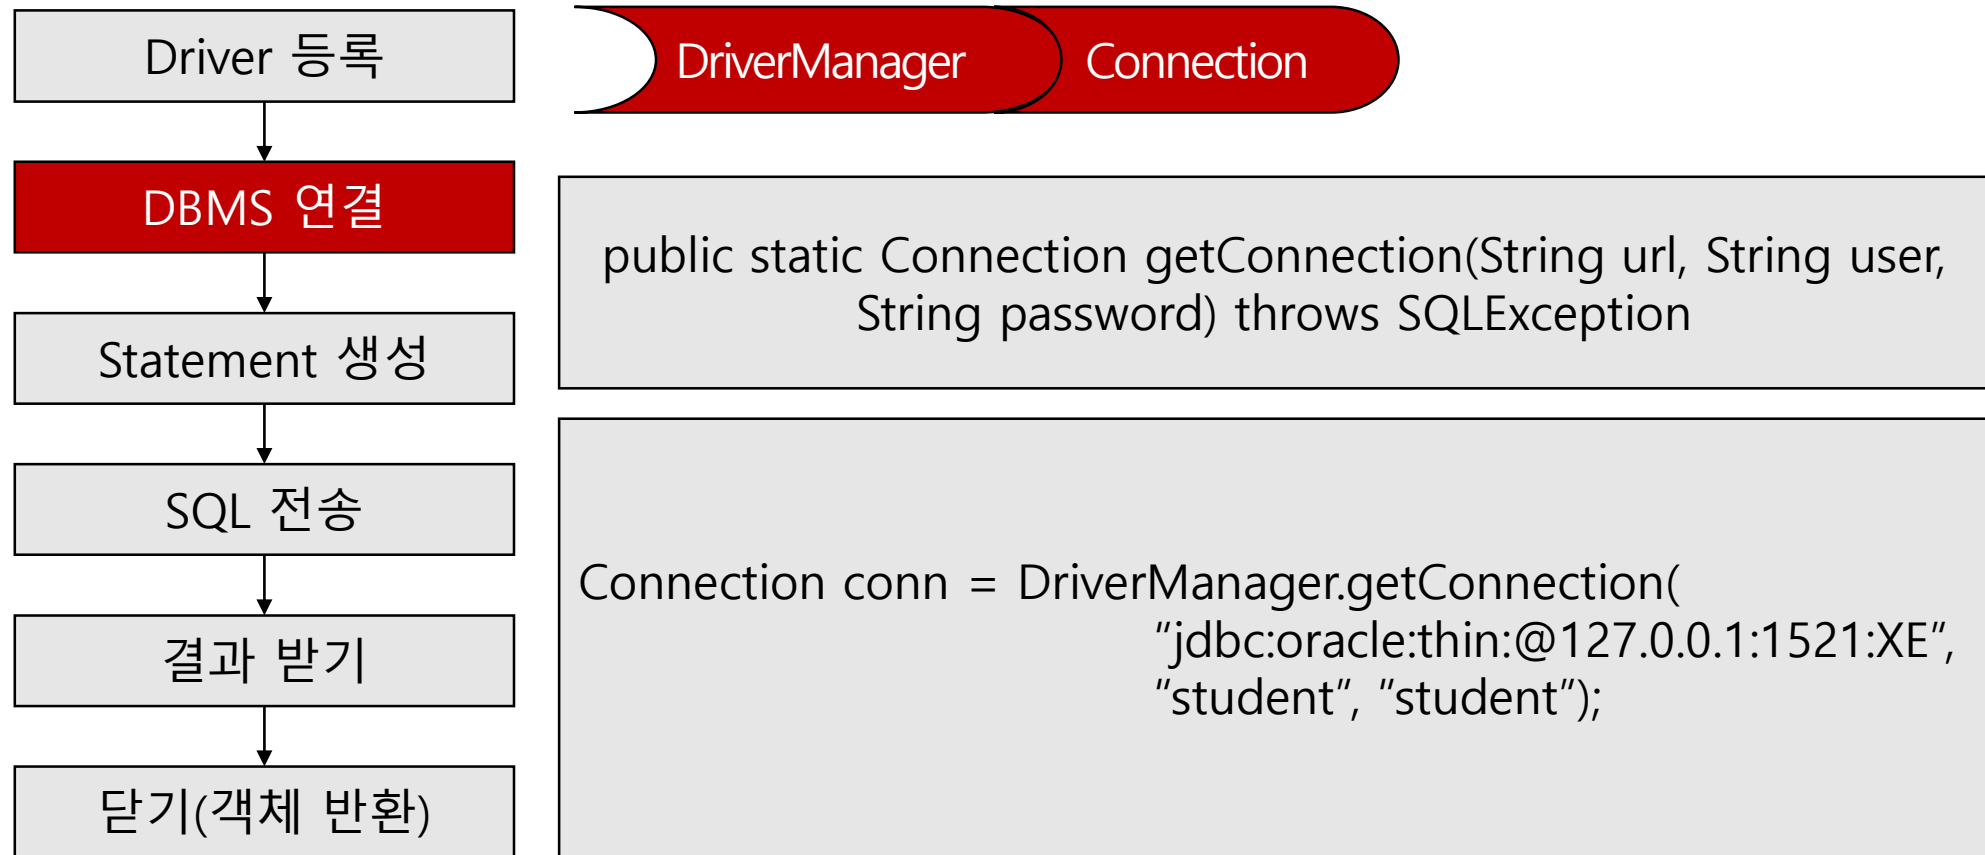 Driver 등록
DBMS 연결
Statement 생성
SQL 전송
결과 받기
닫기(객체 반환)
DriverManager
Connection
public static Connection getConnection(String url, String user,
String password) throws SQLException
Connection conn = DriverManager.getConnection(
“jdbc:oracle:thin:@127.0.0.1:1521:XE”,
“student”, “student”);